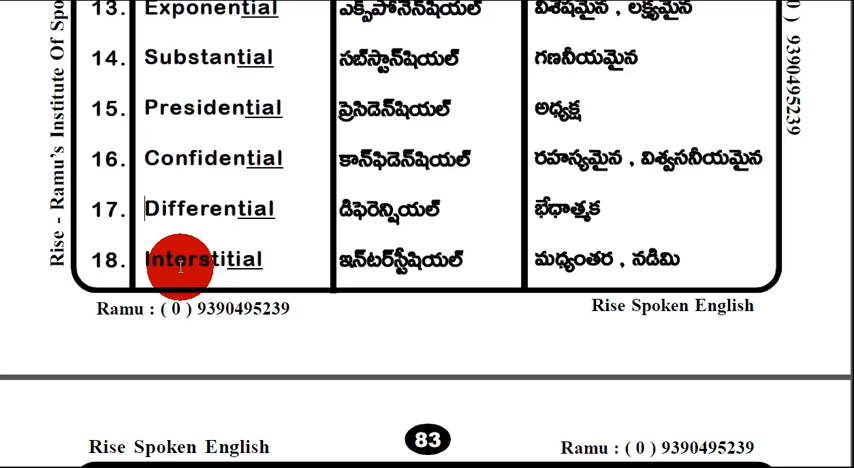 13. Exponential ఎక్స్‌పోనెన్‌షియల్ విశేషమైన , లక్ష్యమైన
14. Substantial సబ్‌స్టాన్‌షియల్ గణనీయమైన
15. Presidential ప్రెసిడెన్‌షియల్ అధ్యక్ష
16. Confidential కాన్‌ఫిడెన్‌షియల్ రహస్యమైన , విశ్వసనీయమైన
17. Differential డిఫరెన్షియల్ భేధాత్మక
18. Interstitial ఇన్‌టర్‌స్టీషియల్ మధ్యంతర , నడిమి
Rise - Ramu's Institute Of Spo
0) 9390495239
Ramu : ( 0 ) 9390495239 Rise Spoken English
Rise Spoken English 83 Ramu : ( 0 ) 9390495239